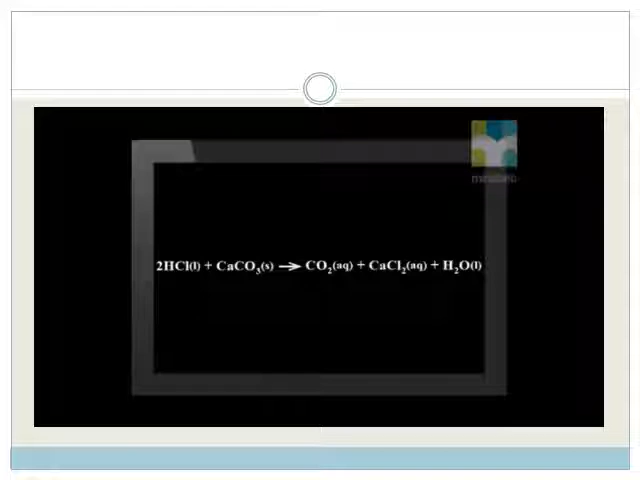 2HCl(l) + CaCO₃(s) → CO₂(aq) + CaCl₂(aq) + H₂O(l)